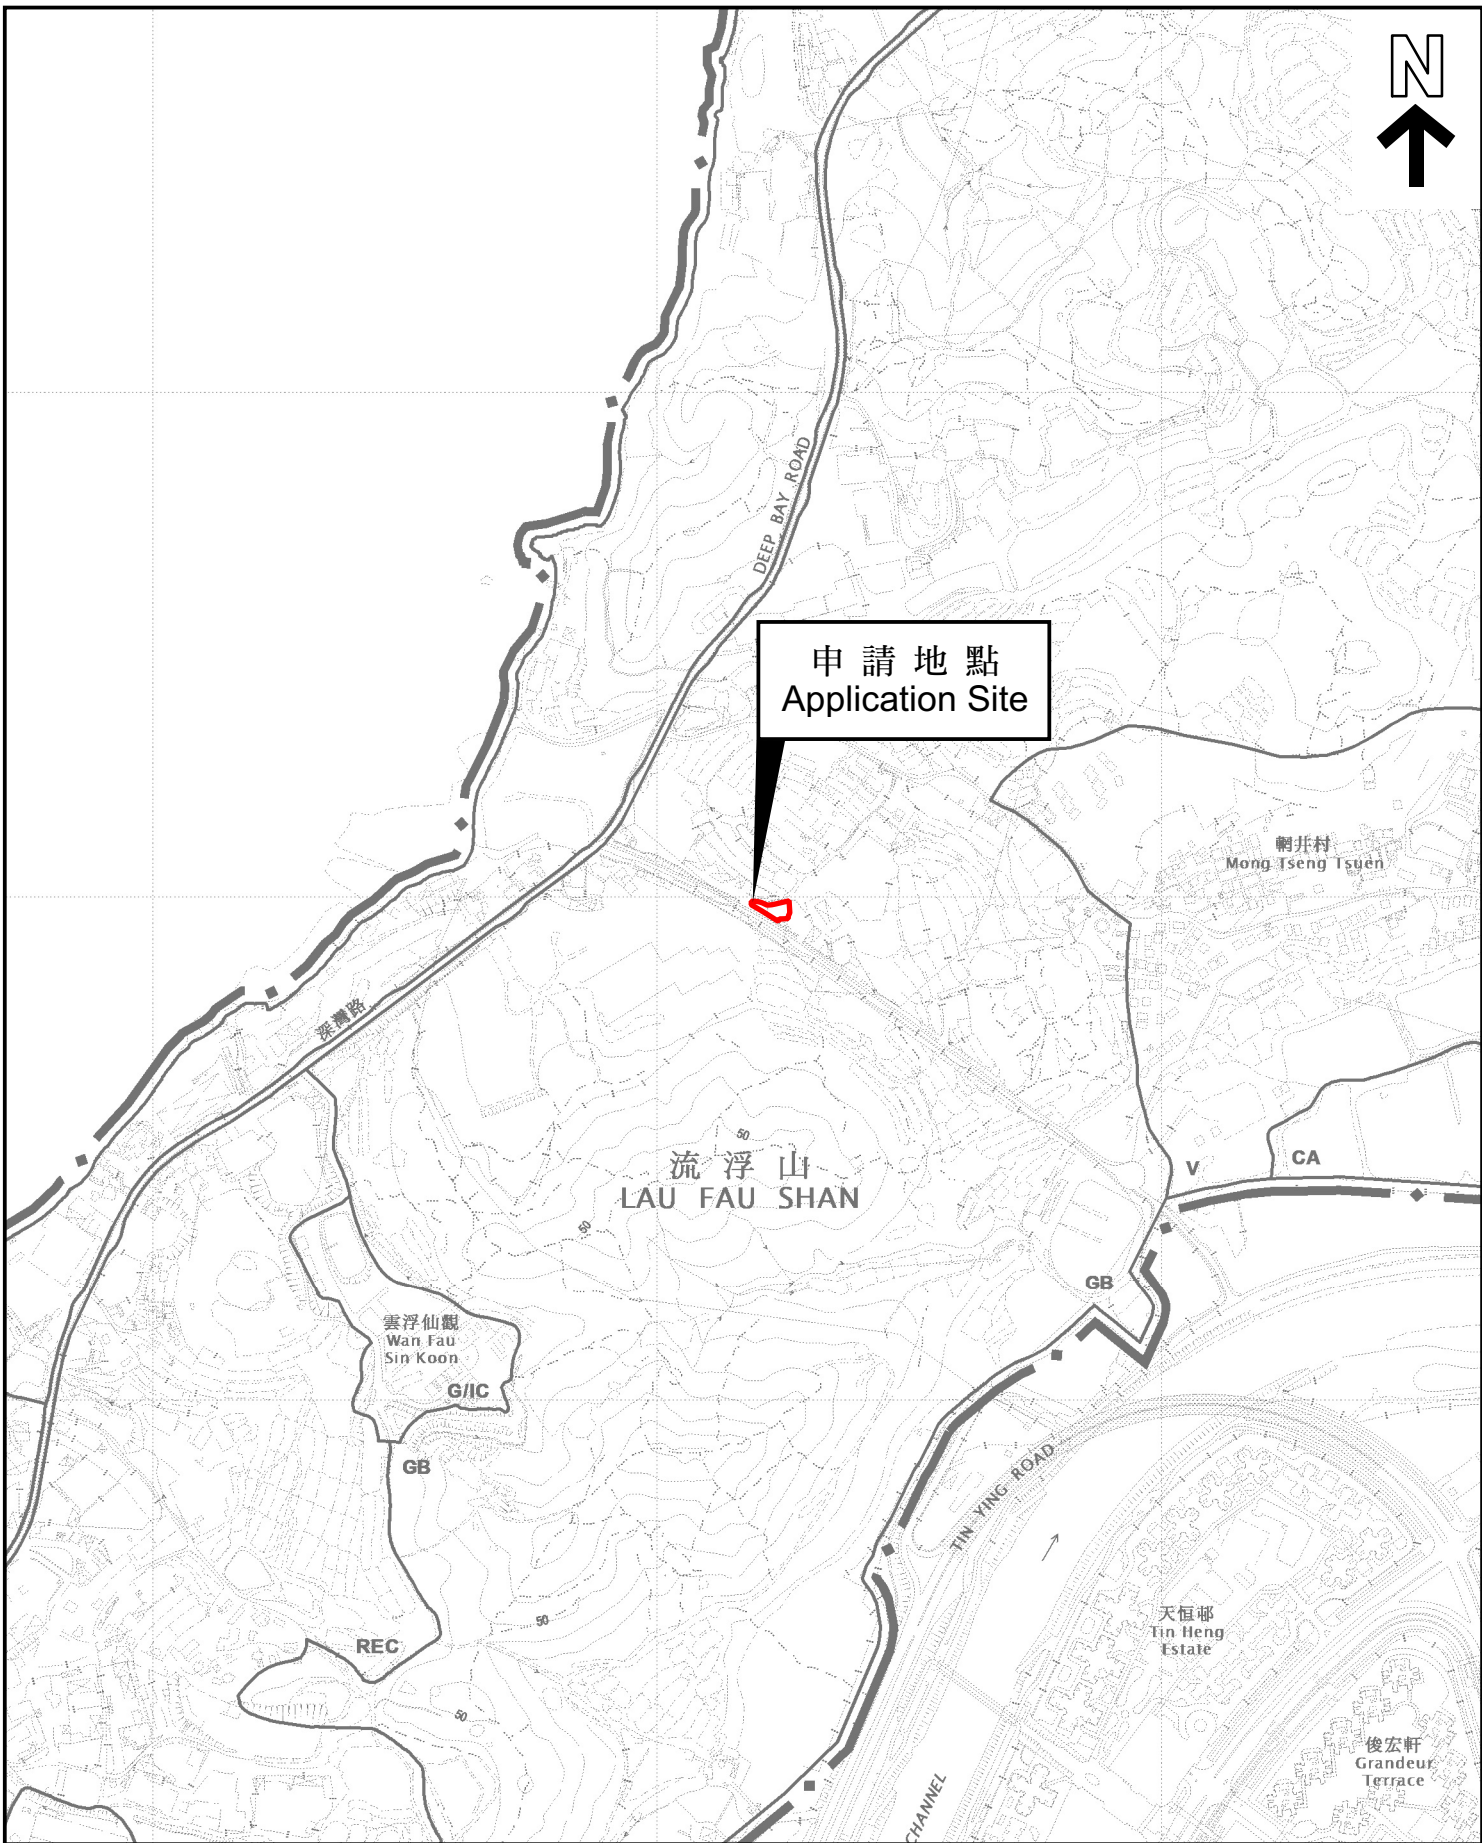 N
DEEP BAY ROAD
申請地點
Application Site
輞井村
Mong Tseng Tsuen
深灣路
50
流浮山
LAU FAU SHAN
50
V
CA
GB
雲浮仙觀
Wan Fau
Sin Koon
G/IC
GB
TIN YING ROAD
天恒邨
Tin Heng
Estate
50
REC
50
俊宏軒
Grandeur
Terrace
CHANNEL